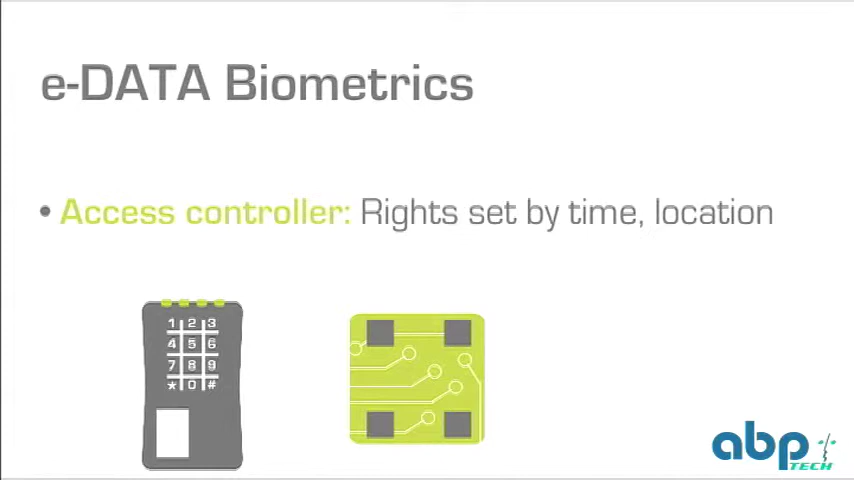 e-DATA Biometrics
• Access controller: Rights set by time, location
1 2 3
4 5 6
7 8 9
* 0 #
abp
TECH